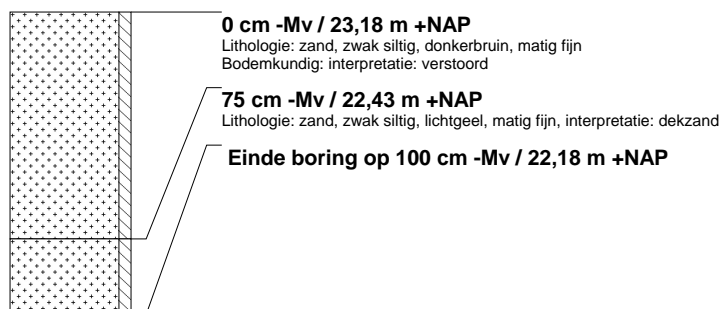 0 cm -Mv / 23,18 m +NAP
Lithologie: zand, zwak siltig, donkerbruin, matig fijn
Bodemkundig: interpretatie: verstoord
75 cm -Mv / 22,43 m +NAP
Lithologie: zand, zwak siltig, lichtgeel, matig fijn, interpretatie: dekzand
Einde boring op 100 cm -Mv / 22,18 m +NAP